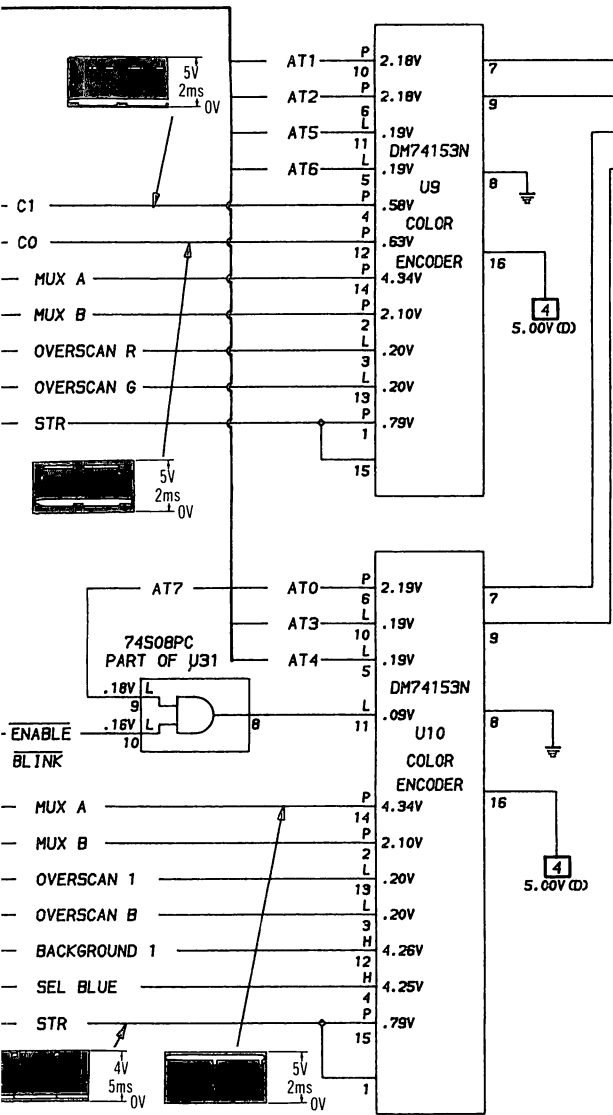 5V
2ms
0V
AT1 P 10 2.18V 7
AT2 P 6 2.18V 9
AT5 L 11 .19V
DM74153N
AT6 L 5 .19V 8
U9
C1 P 4 .58V
COLOR
C0 P 12 .63V
ENCODER 16
MUX A P 14 4.34V
4
5.00V(D)
MUX B P 2 2.10V
OVERSCAN R L 3 .20V
OVERSCAN G L 13 .20V
STR P 1 .79V
15
5V
2ms
0V
AT7 AT0 P 6 2.19V 7
AT3 L 10 .19V 9
74S08PC
PART OF µ31
AT4 L 5 .19V
DM74153N
.18V L 9
L 11 .09V 8
8
.16V L 10
ENABLE
BLINK
U10
COLOR
ENCODER
MUX A P 14 4.34V 16
MUX B P 2 2.10V
4
5.00V(D)
OVERSCAN 1 L 13 .20V
OVERSCAN B L 3 .20V
BACKGROUND 1 H 12 4.26V
SEL BLUE H 4 4.25V
STR P 15 .79V
1
4V
5ms
0V
5V
2ms
0V